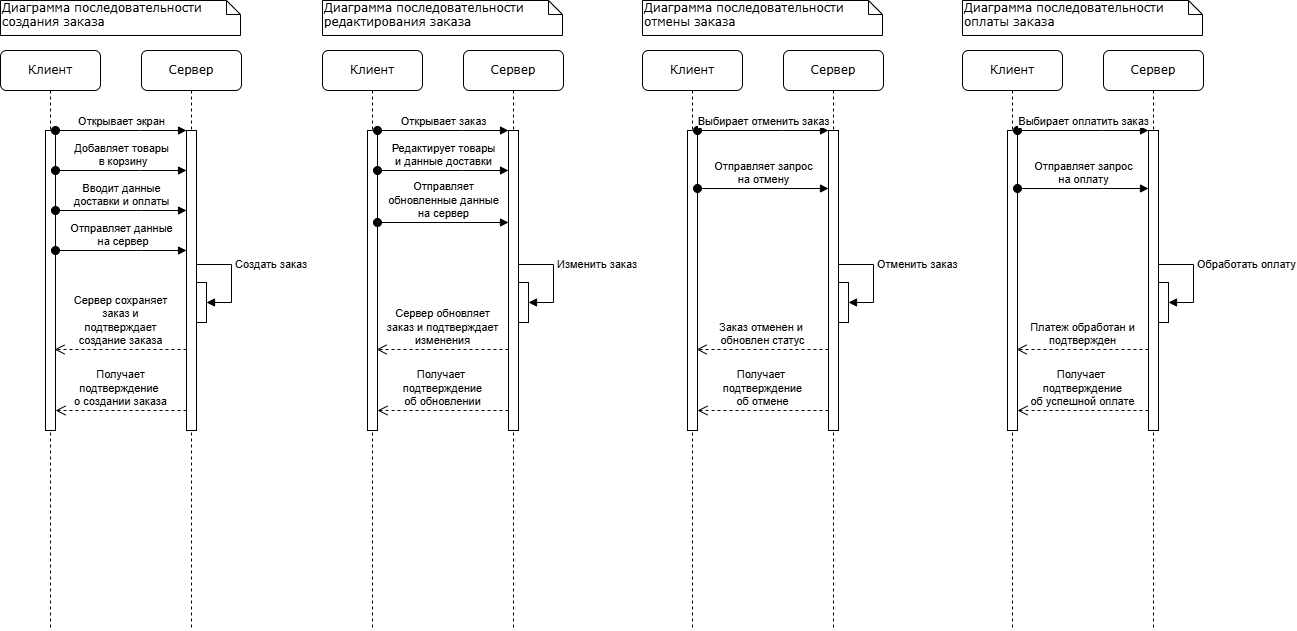 Диаграмма последовательности
создания заказа
Клиент
Сервер
Открывает экран
Добавляет товары
в корзину
Вводит данные
доставки и оплаты
Отправляет данные
на сервер
Создать заказ
Сервер сохраняет
заказ и
подтверждает
создание заказа
Получает
подтверждение
о создании заказа
Диаграмма последовательности
редактирования заказа
Клиент
Сервер
Открывает заказ
Редактирует товары
и данные доставки
Отправляет
обновленные данные
на сервер
Изменить заказ
Сервер обновляет
заказ и подтверждает
изменения
Получает
подтверждение
об обновлении
Диаграмма последовательности
отмены заказа
Клиент
Сервер
Выбирает отменить заказ
Отправляет запрос
на отмену
Отменить заказ
Заказ отменен и
обновлен статус
Получает
подтверждение
об отмене
Диаграмма последовательности
оплаты заказа
Клиент
Сервер
Выбирает оплатить заказ
Отправляет запрос
на оплату
Обработать оплату
Платеж обработан и
подтвержден
Получает
подтверждение
об успешной оплате